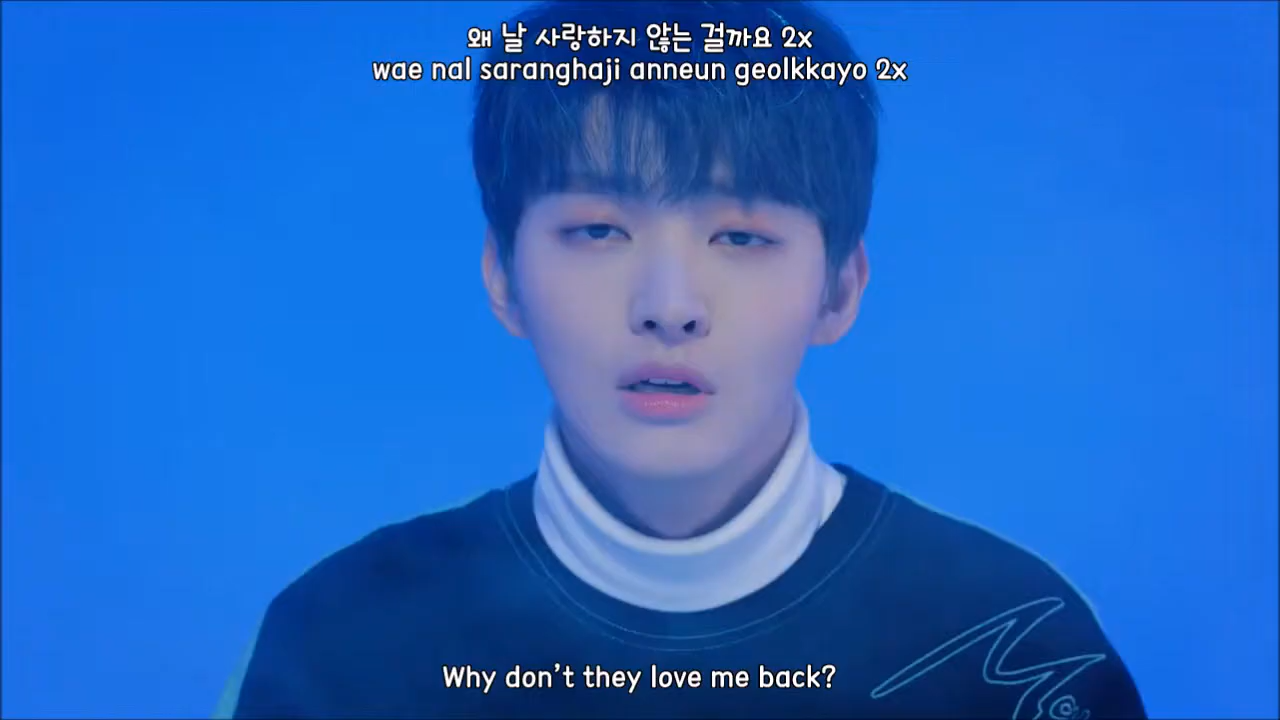 왜 날 사랑하지 않는 걸까요 2x
wae nal saranghaji anneun geolkkayo 2x
Why don't they love me back?